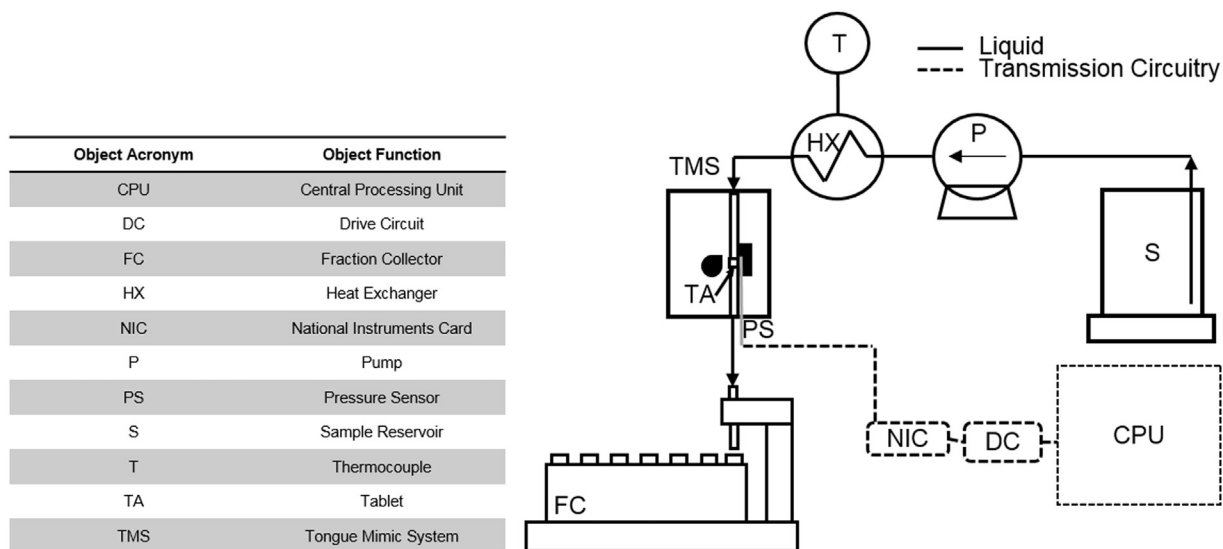 Object Acronym Object Function
CPU Central Processing Unit
DC Drive Circuit
FC Fraction Collector
HX Heat Exchanger
NIC National Instruments Card
P Pump
PS Pressure Sensor
S Sample Reservoir
T Thermocouple
TA Tablet
TMS Tongue Mimic System
T
Liquid
Transmission Circuitry
HX
P
TMS
S
TA
PS
NIC
DC
CPU
FC